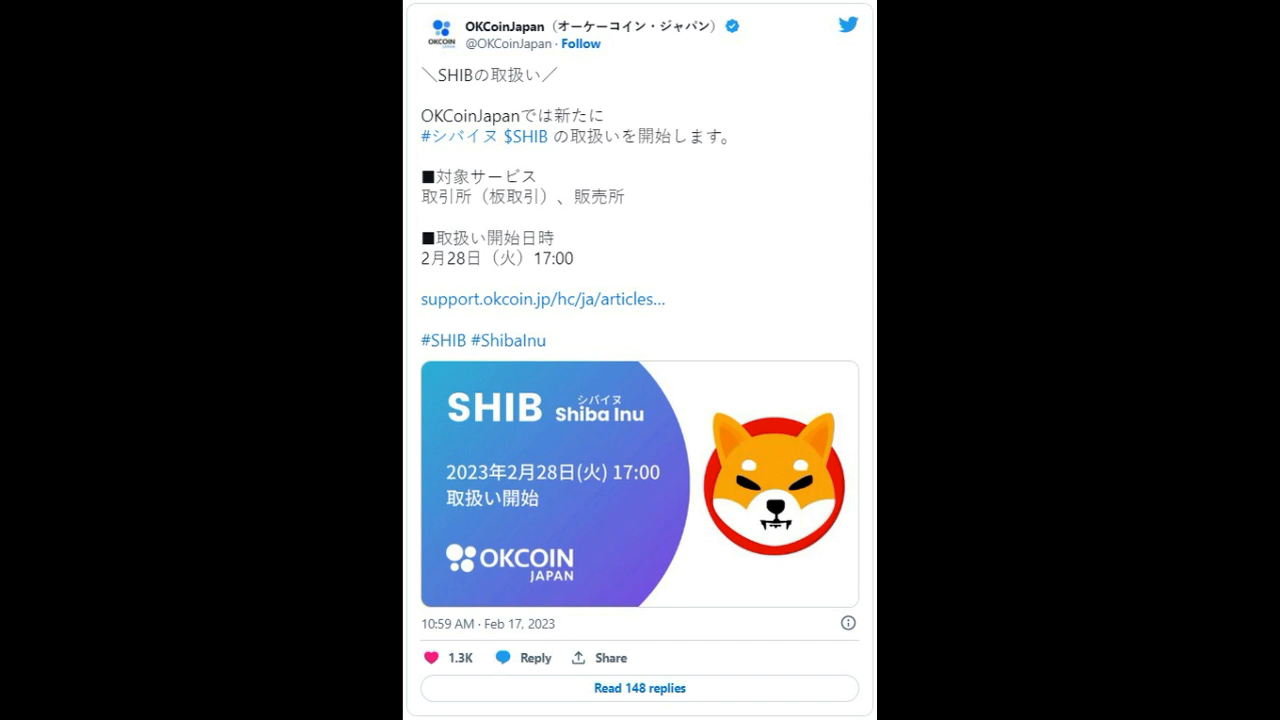 OKCoinJapan（オーケーコイン・ジャパン）
@OKCoinJapan · Follow
＼SHIBの取扱い／
OKCoinJapanでは新たに
#シバイヌ $SHIB の取扱いを開始します。
■対象サービス
取引所（板取引）、販売所
■取扱い開始日時
2月28日（火）17:00
support.okcoin.jp/hc/ja/articles...
#SHIB #ShibaInu
シバイヌ
SHIB Shiba Inu
2023年2月28日(火) 17:00
取扱い開始
OKCOIN
JAPAN
10:59 AM · Feb 17, 2023
1.3K Reply Share
Read 148 replies